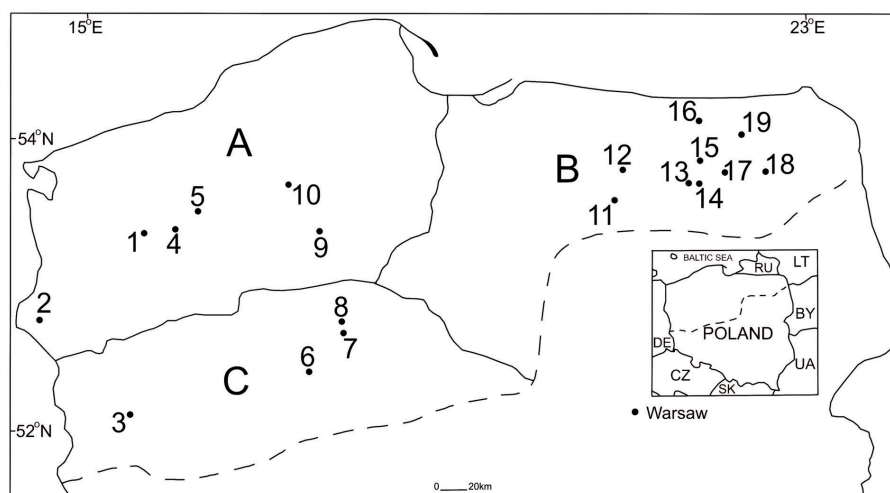 15°E
23°E
54°N
A
B
C
16
19
15
12
13
17
18
14
11
5
10
1
4
9
2
8
7
6
3
52°N
BALTIC SEA
RU
LT
POLAND
BY
DE
CZ
SK
UA
Warsaw
0 20km